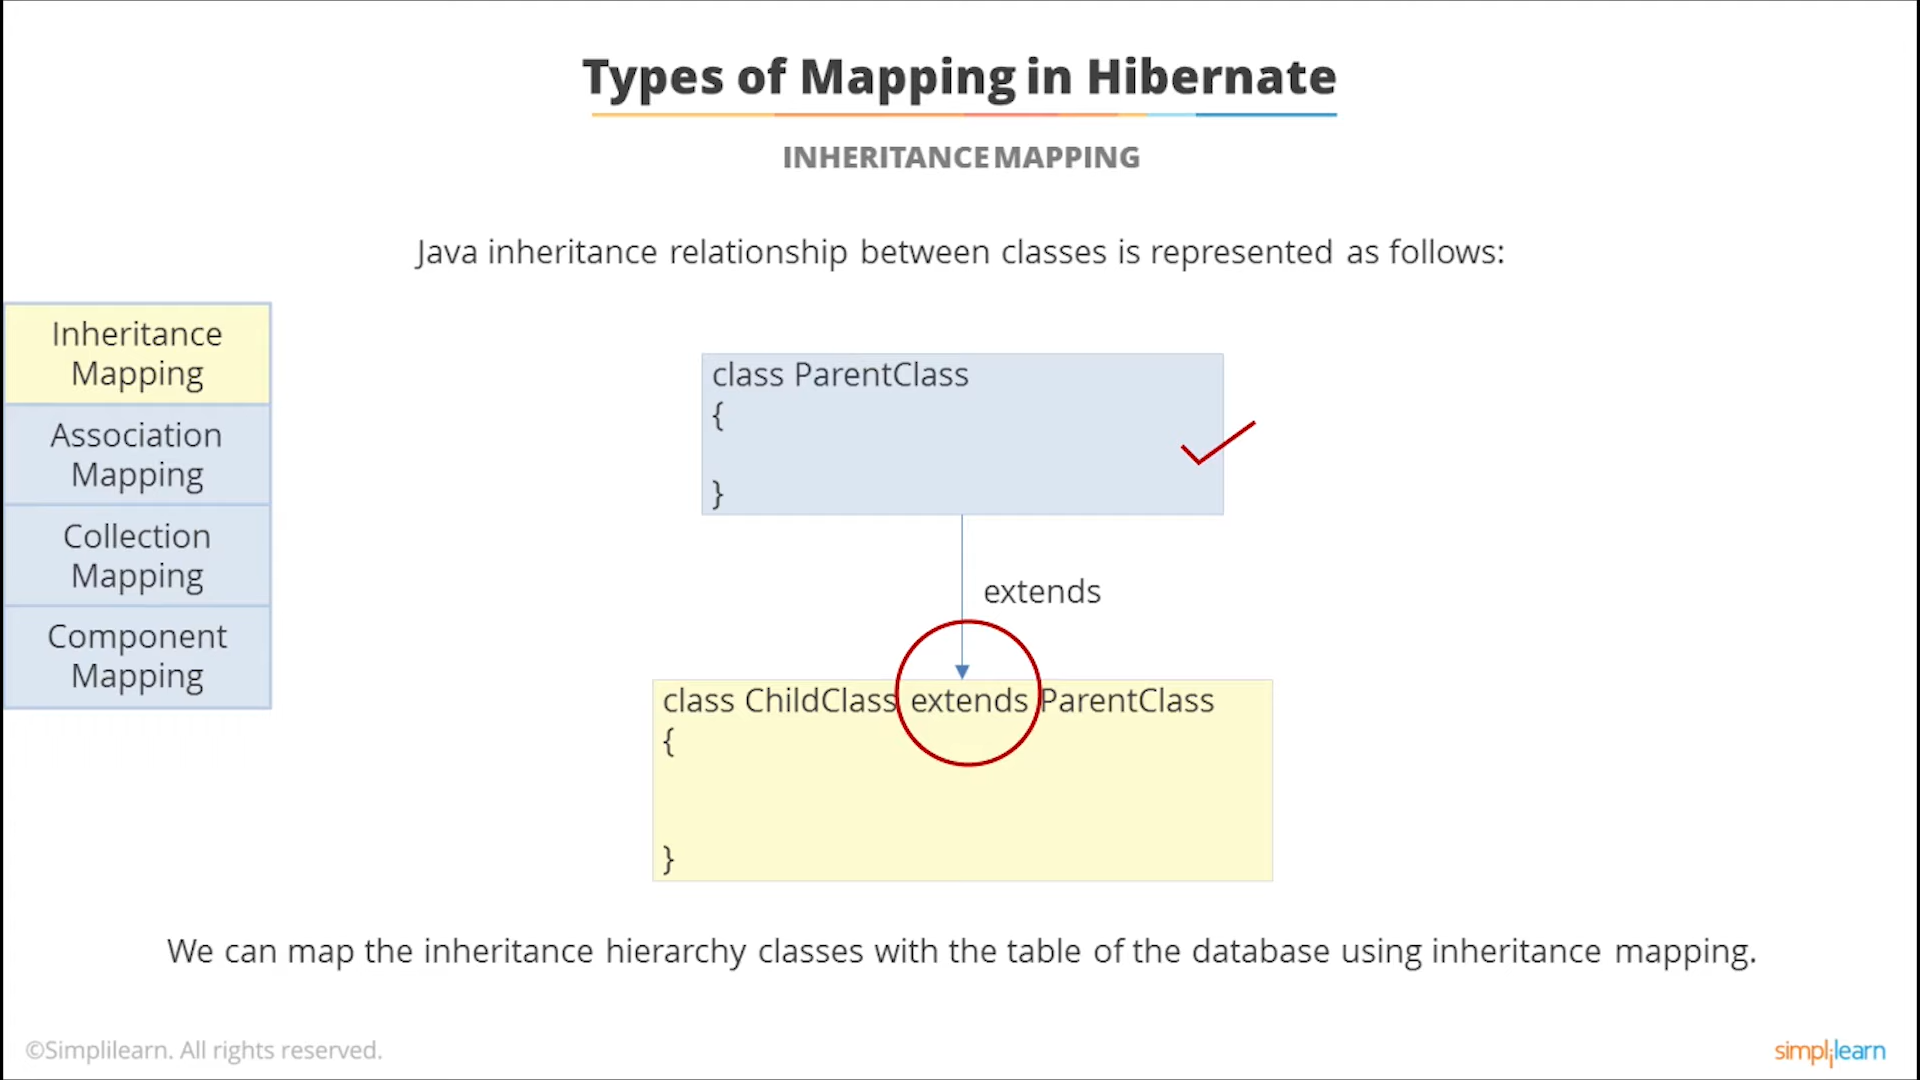 Types of Mapping in Hibernate
INHERITANCE MAPPING
Java inheritance relationship between classes is represented as follows:
Inheritance
Mapping
Association
Mapping
Collection
Mapping
Component
Mapping
class ParentClass
{
}
extends
class ChildClass extends ParentClass
{
}
We can map the inheritance hierarchy classes with the table of the database using inheritance mapping.
©Simplilearn. All rights reserved.
simplilearn